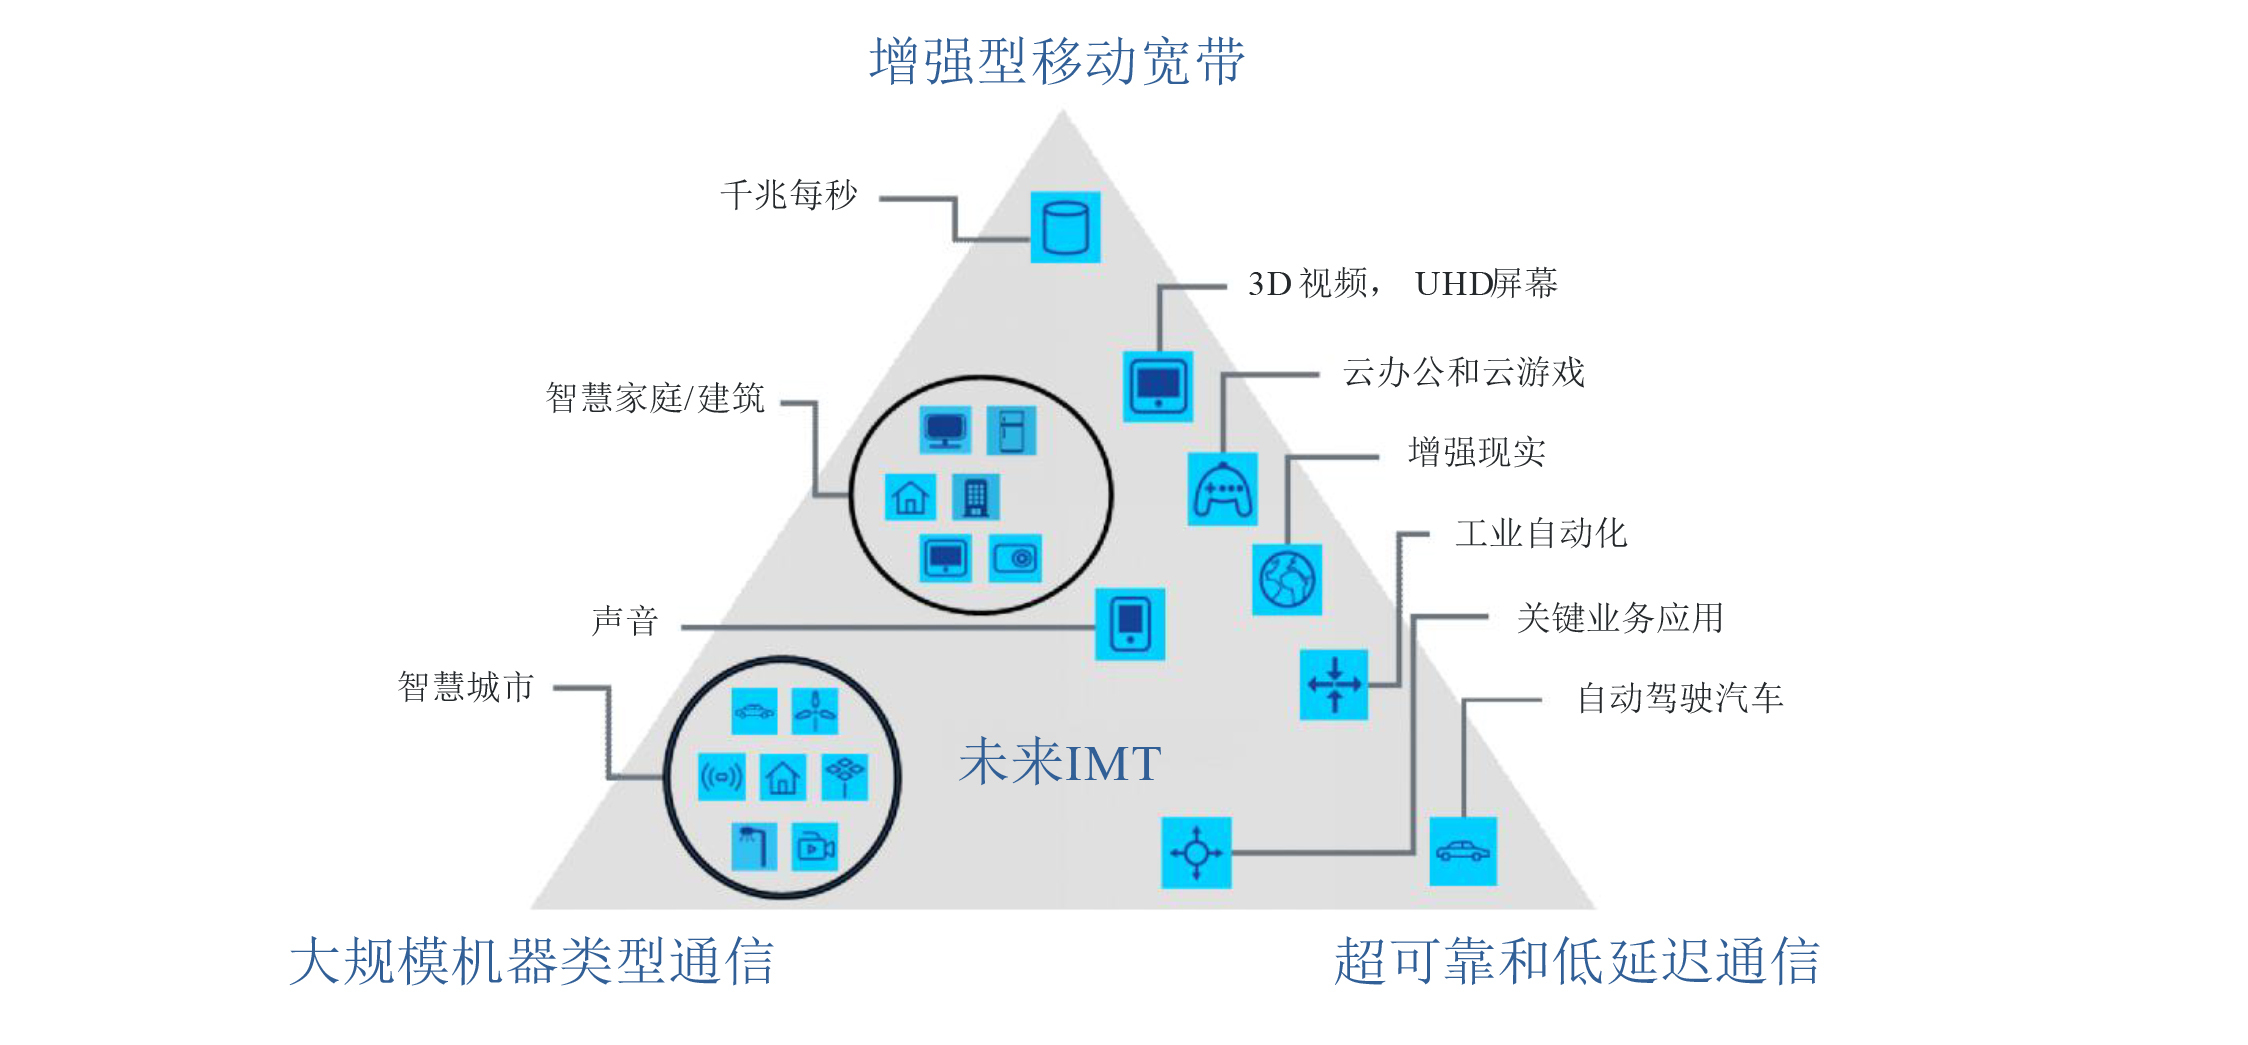 增强型移动宽带
千兆每秒
3D 视频， UHD屏幕
云办公和云游戏
智慧家庭/建筑
增强现实
工业自动化
声音
关键业务应用
智慧城市
自动驾驶汽车
未来IMT
大规模机器类型通信
超可靠和低延迟通信